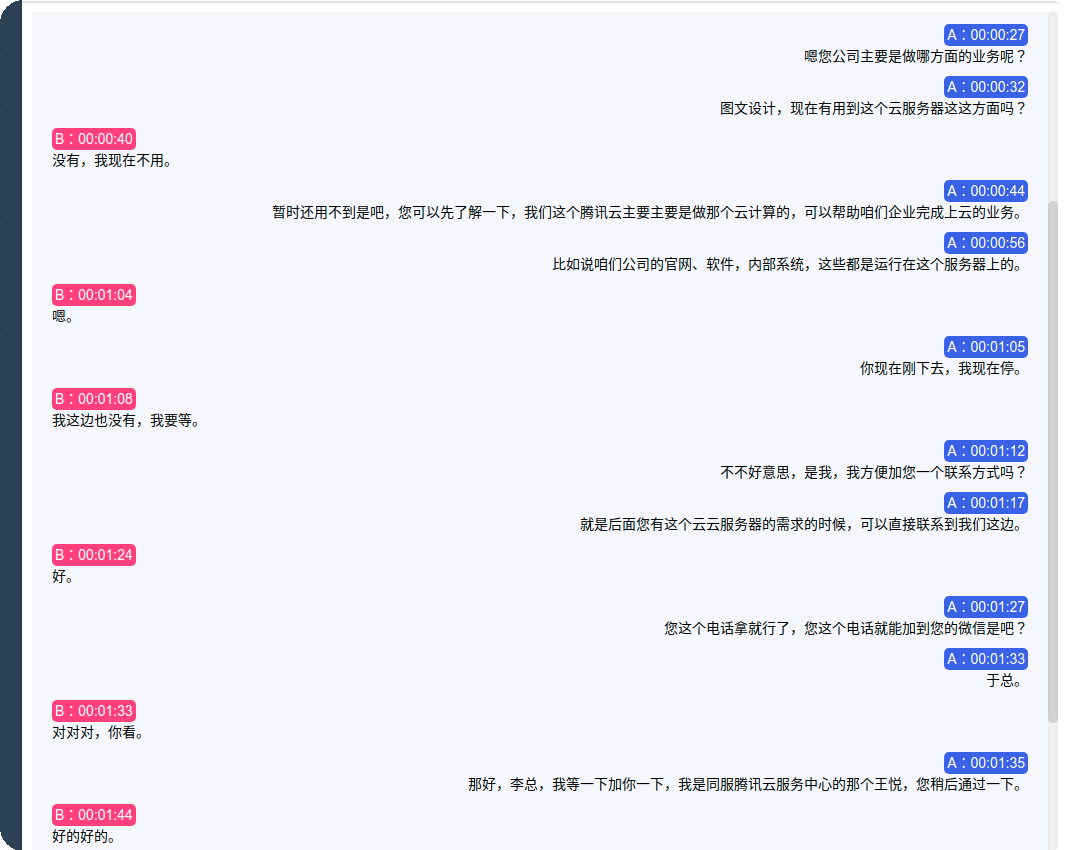 A：00:00:27
嗯您公司主要是做哪方面的业务呢？
A：00:00:32
图文设计，现在有用到这个云服务器这这方面吗？
B：00:00:40
没有，我现在不用。
A：00:00:44
暂时还用不到是吧，您可以先了解一下，我们这个腾讯云主要主要是做那个云计算的，可以帮助咱们企业完成上云的业务。
A：00:00:56
比如说咱们公司的官网、软件，内部系统，这些都是运行在这个服务器上的。
B：00:01:04
嗯。
A：00:01:05
你现在刚下去，我现在停。
B：00:01:08
我这边也没有，我要等。
A：00:01:12
不不好意思，是我，我方便加您一个联系方式吗？
A：00:01:17
就是后面您有这个云云服务器的需求的时候，可以直接联系到我们这边。
B：00:01:24
好。
A：00:01:27
您这个电话拿就行了，您这个电话就能加到您的微信是吧？
A：00:01:33
于总。
B：00:01:33
对对对，你看。
A：00:01:35
那好，李总，我等一下加你一下，我是同服腾讯云服务中心的那个王悦，您稍后通过一下。
B：00:01:44
好的好的。